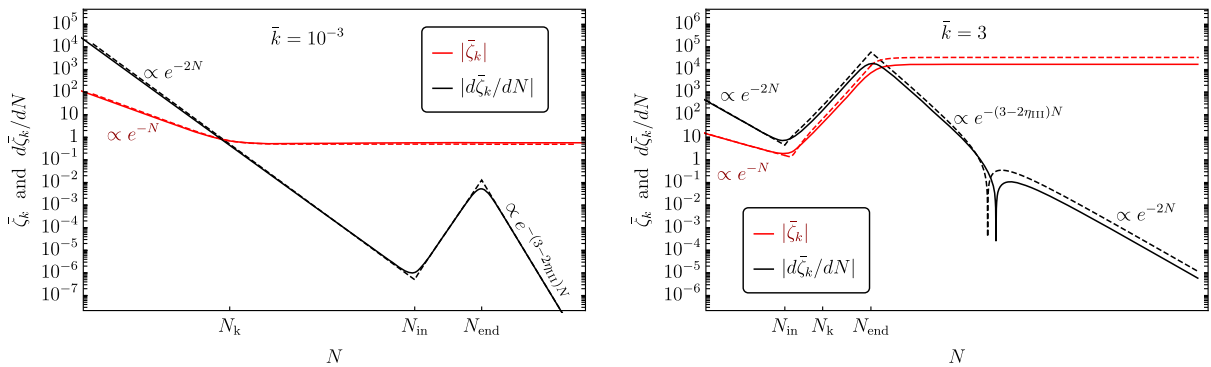 10^5
10^4
10^3
10^2
10
1
10^{-1}
10^{-2}
10^{-3}
10^{-4}
10^{-5}
10^{-6}
10^{-7}
ζ̄_k and dζ̄_k/dN
k̄ = 10^{-3}
|ζ̄_k|
|dζ̄_k/dN|
∝ e^{-2N}
∝ e^{-N}
∝ e^{-(3-2η_III)N}
N_k
N_in
N_end
N
10^6
10^5
10^4
10^3
10^2
10
1
10^{-1}
10^{-2}
10^{-3}
10^{-4}
10^{-5}
10^{-6}
ζ̄_k and dζ̄_k/dN
k̄ = 3
∝ e^{-2N}
∝ e^{-N}
∝ e^{-(3-2η_III)N}
∝ e^{-2N}
|ζ̄_k|
|dζ̄_k/dN|
N_in
N_k
N_end
N